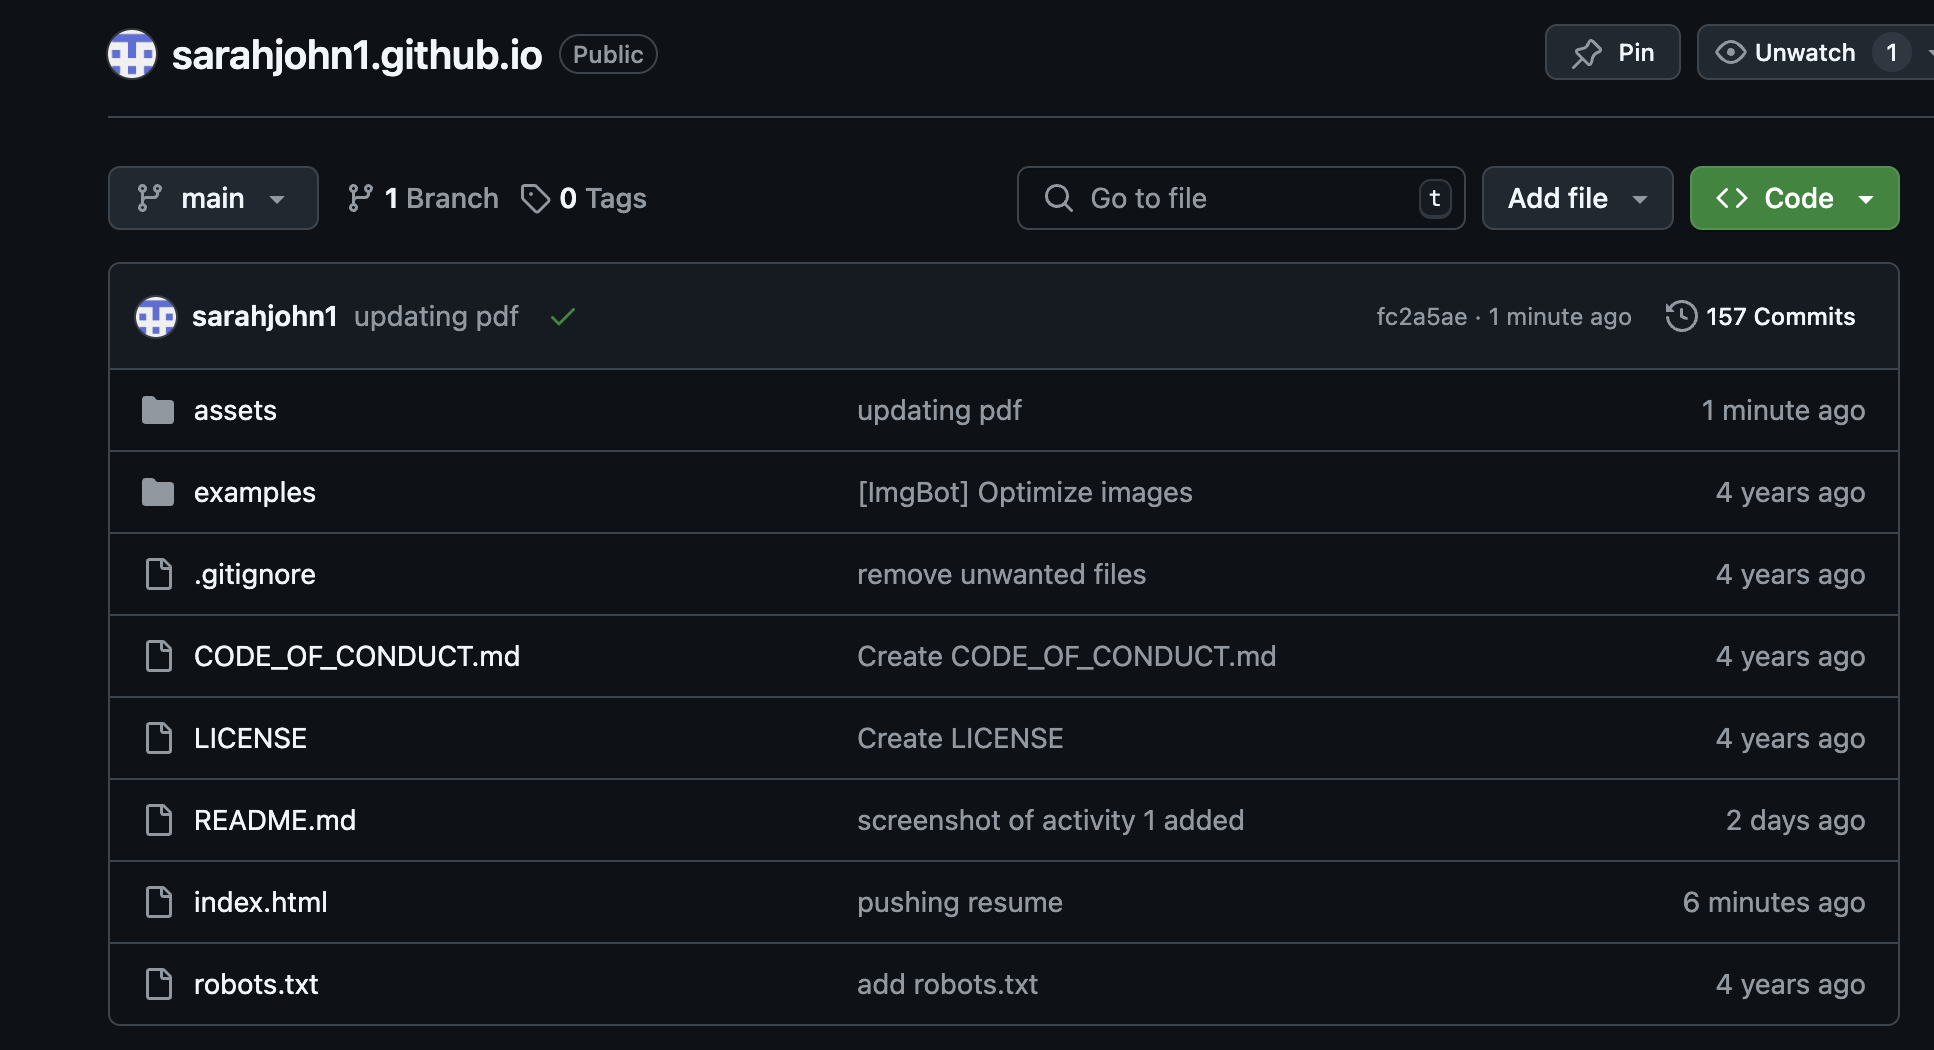 sarahjohn1.github.io Public Pin Unwatch 1
main 1 Branch 0 Tags Go to file t Add file Code
sarahjohn1 updating pdf fc2a5ae · 1 minute ago 157 Commits
assets updating pdf 1 minute ago
examples [ImgBot] Optimize images 4 years ago
.gitignore remove unwanted files 4 years ago
CODE_OF_CONDUCT.md Create CODE_OF_CONDUCT.md 4 years ago
LICENSE Create LICENSE 4 years ago
README.md screenshot of activity 1 added 2 days ago
index.html pushing resume 6 minutes ago
robots.txt add robots.txt 4 years ago